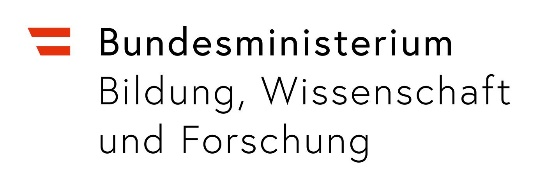 Bundesministerium
Bildung, Wissenschaft
und Forschung